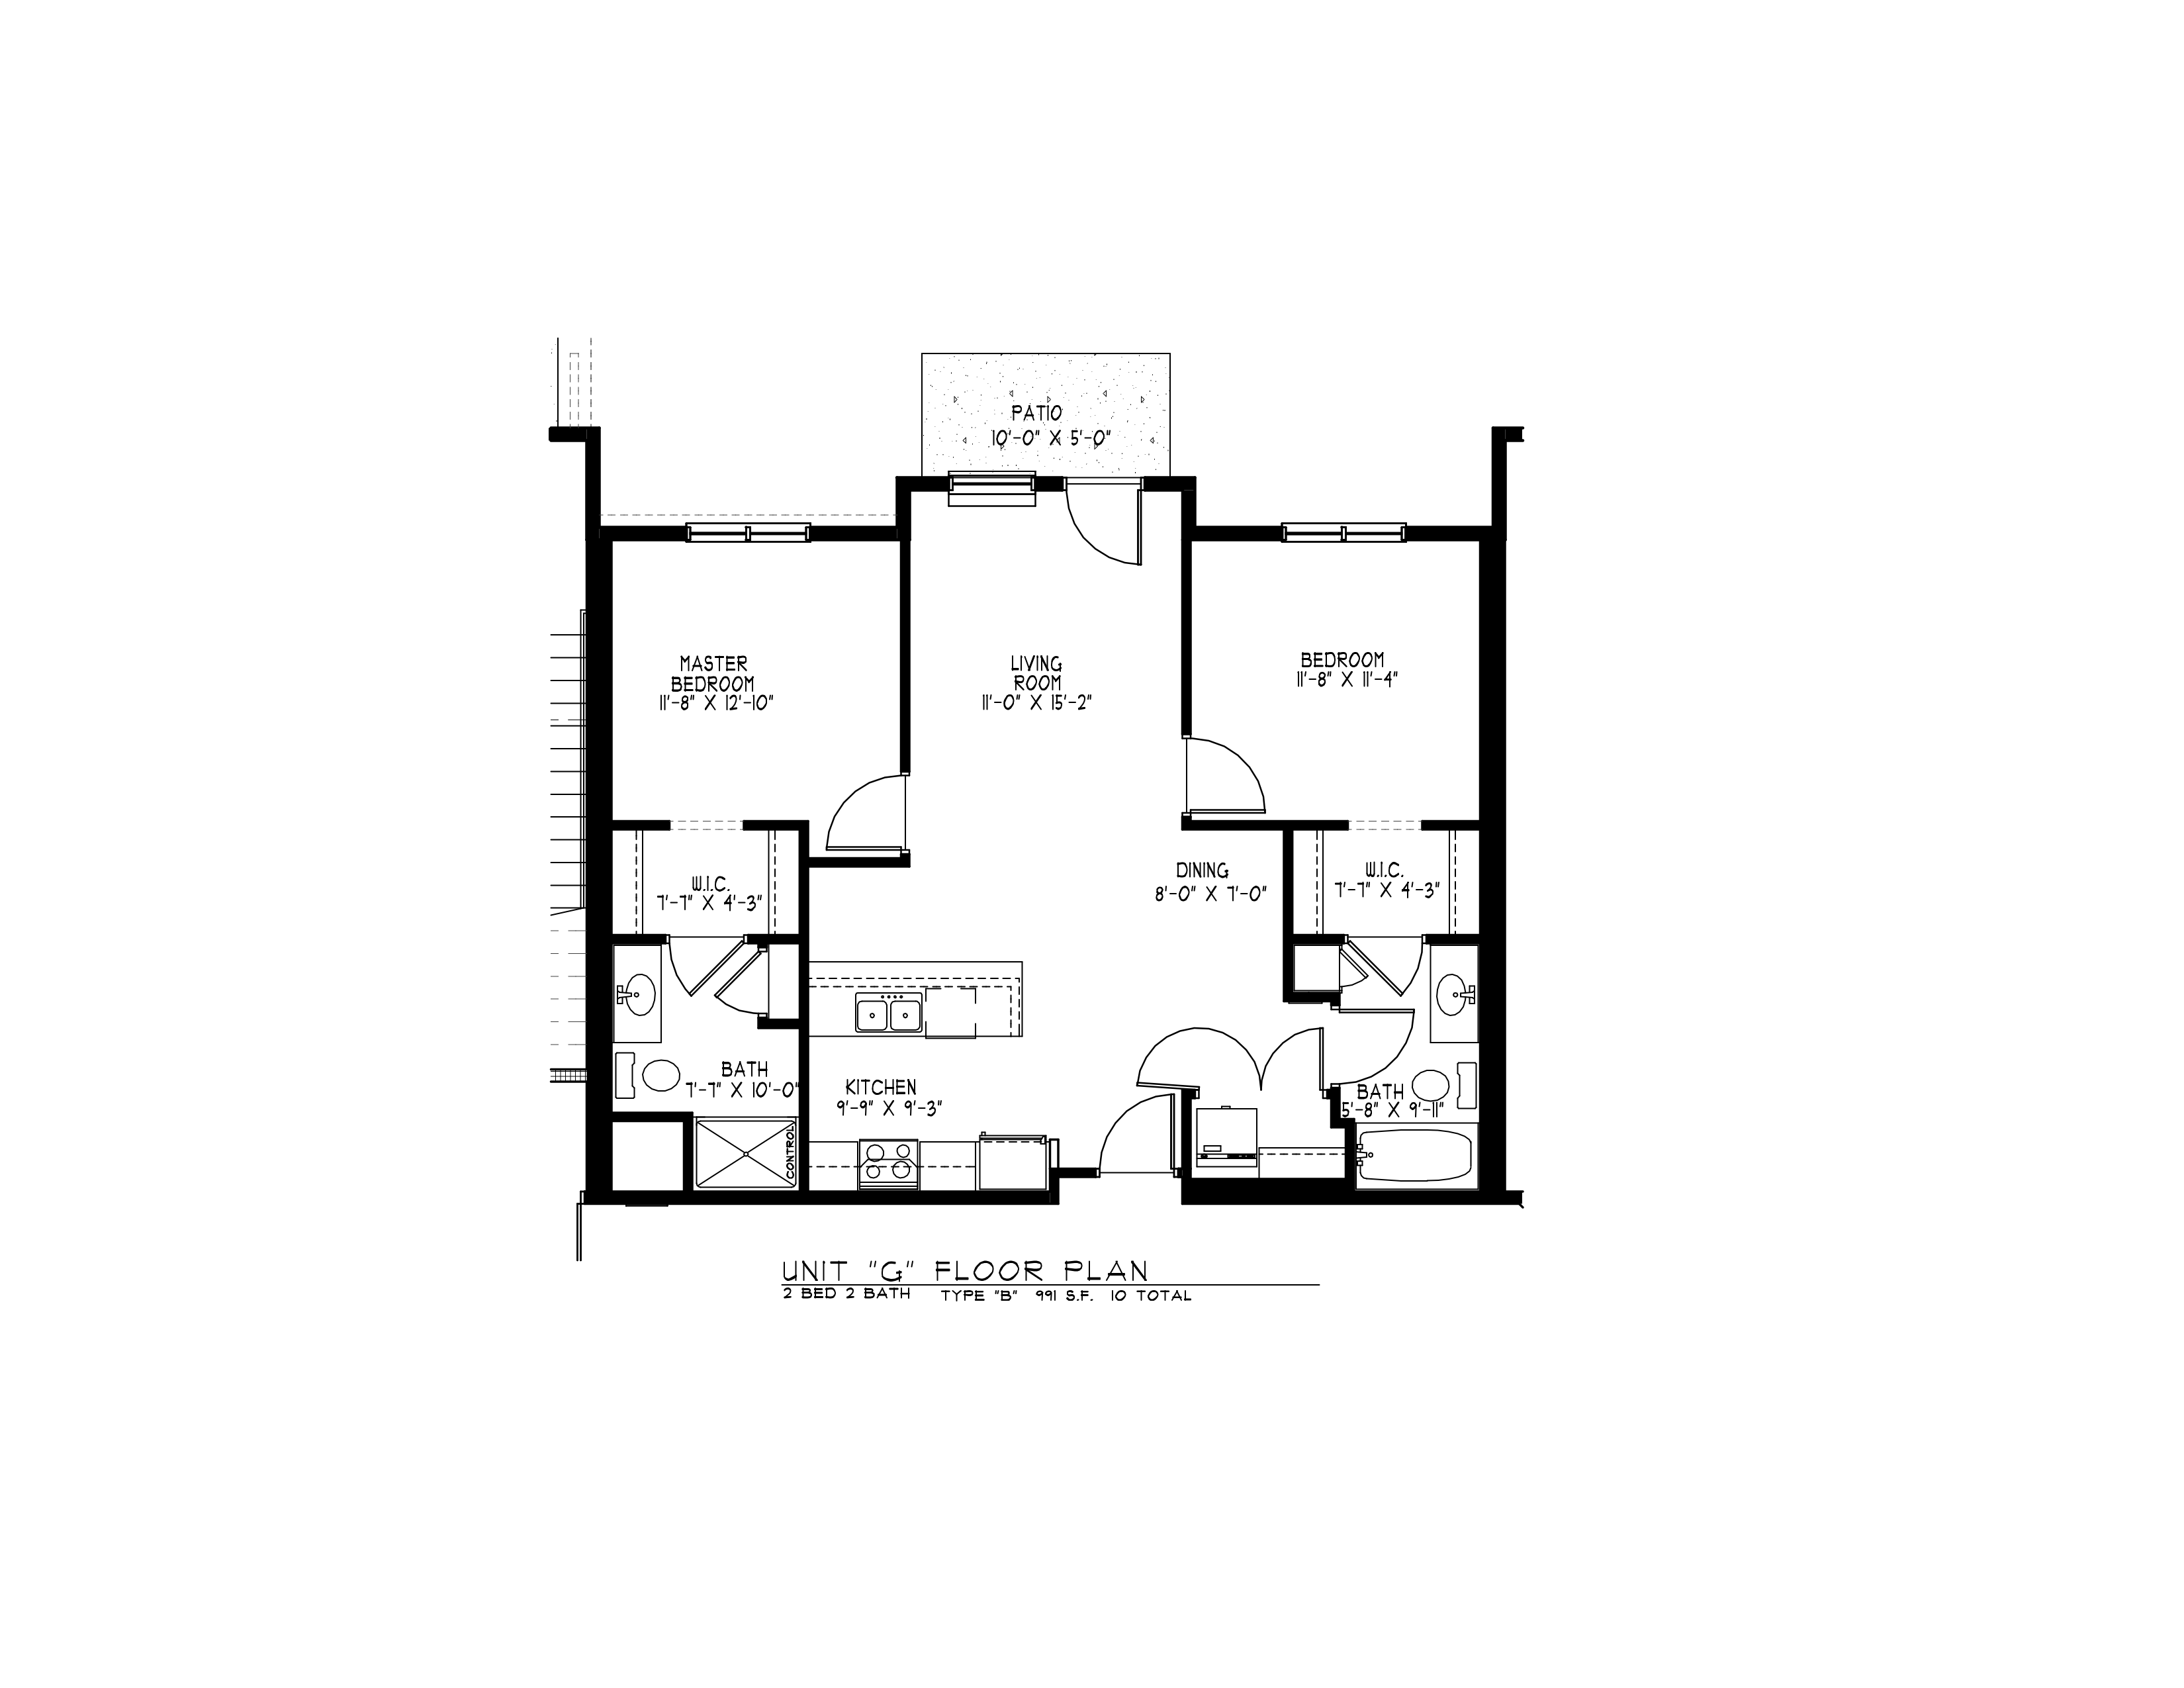 PATIO
10'-0" X 5'-0"
MASTER
BEDROOM
11'-8" X 12'-10"
LIVING
ROOM
11'-0" X 15'-2"
BEDROOM
11'-8" X 11'-4"
W.I.C.
7'-7" X 4'-3"
DINING
8'-0" X 7'-0"
W.I.C.
7'-7" X 4'-3"
BATH
7'-7" X 10'-0"
KITCHEN
9'-9" X 9'-3"
BATH
5'-8" X 9'-11"
CONTROL
UNIT "G" FLOOR PLAN
2 BED 2 BATH TYPE "B" 991 S.F. 10 TOTAL